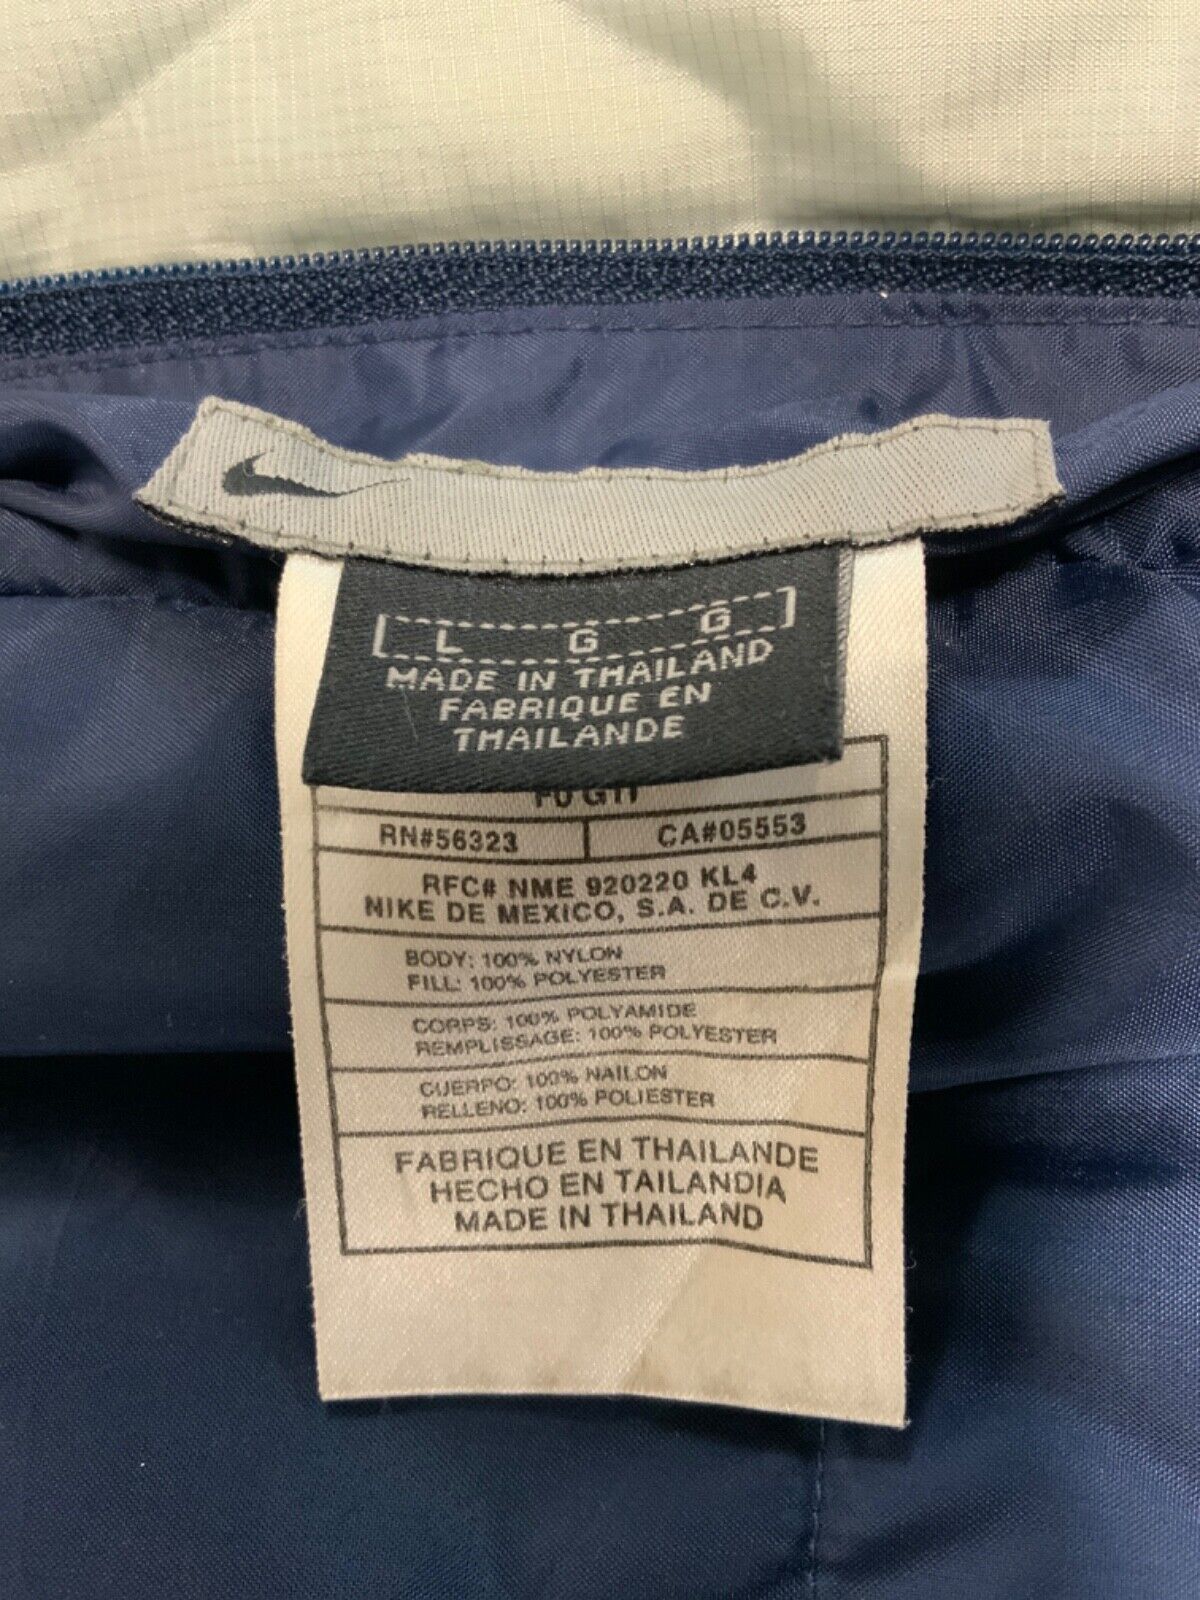 L G G
MADE IN THAILAND
FABRIQUE EN
THAILANDE
RN#56323 CA#05553
RFC# NME 920220 KL4
NIKE DE MEXICO, S.A. DE C.V.
BODY: 100% NYLON
FILL: 100% POLYESTER
CORPS: 100% POLYAMIDE
REMPLISSAGE: 100% POLYESTER
CUERPO: 100% NAILON
RELLENO: 100% POLIESTER
FABRIQUE EN THAILANDE
HECHO EN TAILANDIA
MADE IN THAILAND